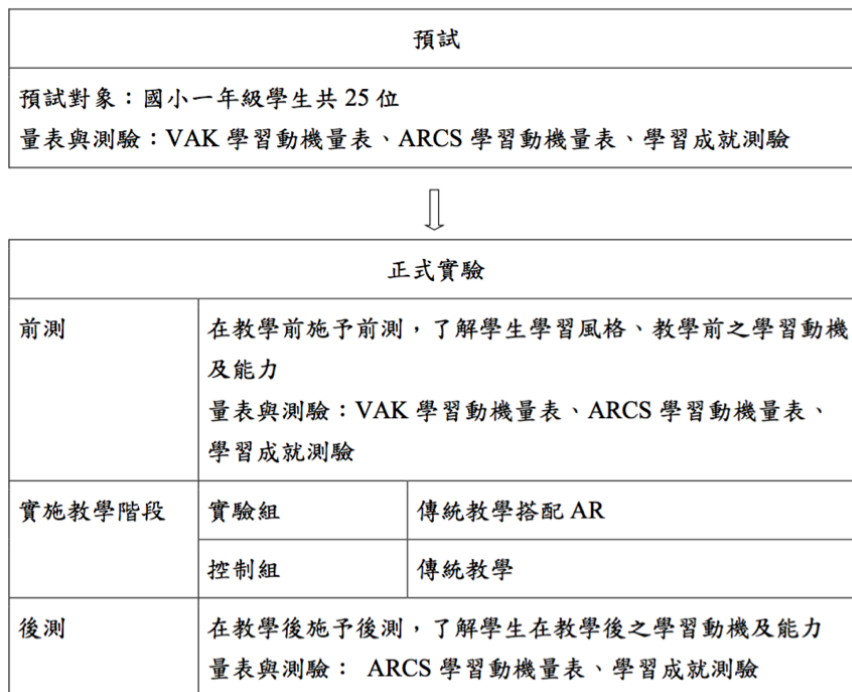 預試
預試對象：國小一年級學生共 25 位
量表與測驗：VAK 學習動機量表、ARCS 學習動機量表、學習成就測驗
正式實驗
前測
在教學前施予前測，了解學生學習風格、教學前之學習動機
及能力
量表與測驗：VAK 學習動機量表、ARCS 學習動機量表、
學習成就測驗
實施教學階段
實驗組
傳統教學搭配 AR
控制組
傳統教學
後測
在教學後施予後測，了解學生在教學後之學習動機及能力
量表與測驗： ARCS 學習動機量表、學習成就測驗